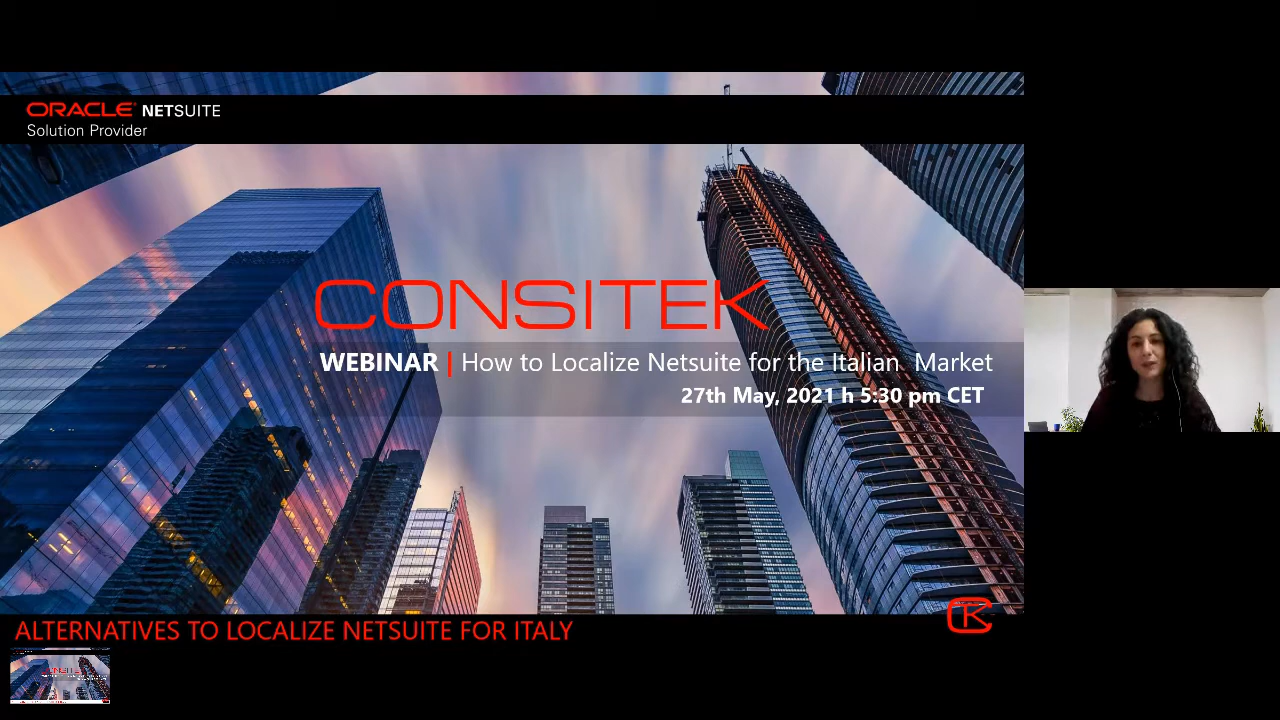 ORACLE NETSUITE
Solution Provider
CONSITEK
WEBINAR | How to Localize Netsuite for the Italian Market
27th May, 2021 h 5:30 pm CET
ALTERNATIVES TO LOCALIZE NETSUITE FOR ITALY